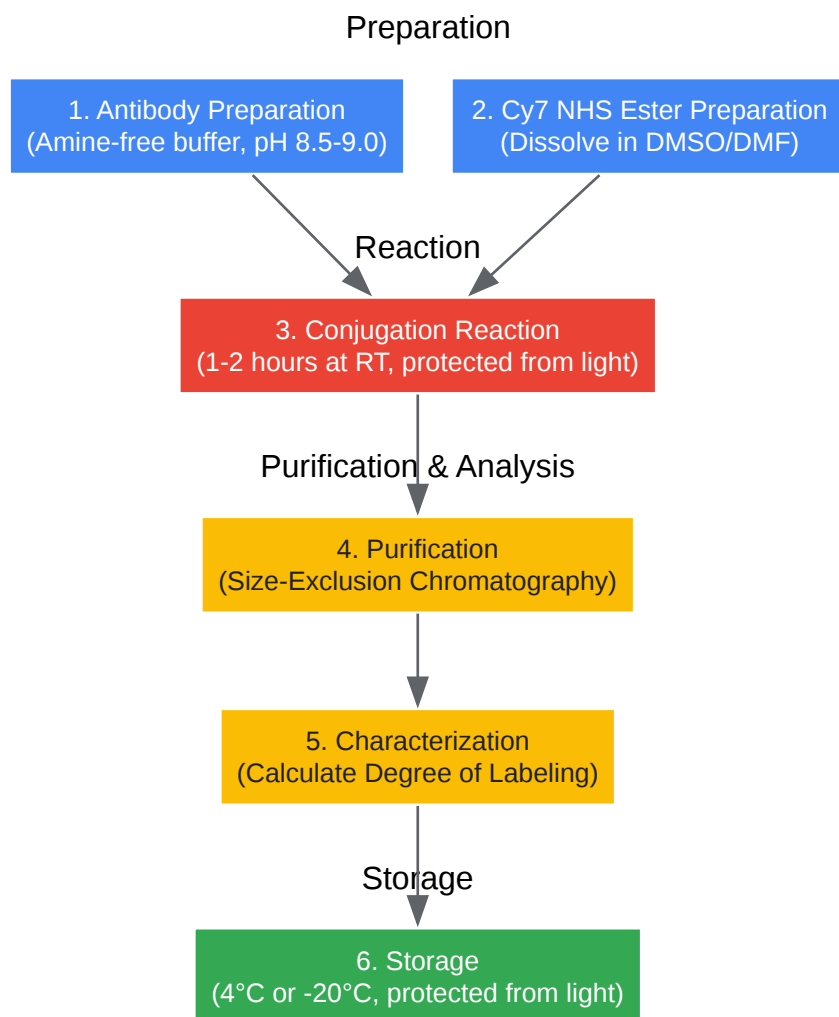 Preparation
1. Antibody Preparation
(Amine-free buffer, pH 8.5-9.0)
2. Cy7 NHS Ester Preparation
(Dissolve in DMSO/DMF)
Reaction
3. Conjugation Reaction
(1-2 hours at RT, protected from light)
Purification & Analysis
4. Purification
(Size-Exclusion Chromatography)
5. Characterization
(Calculate Degree of Labeling)
Storage
6. Storage
(4°C or -20°C, protected from light)